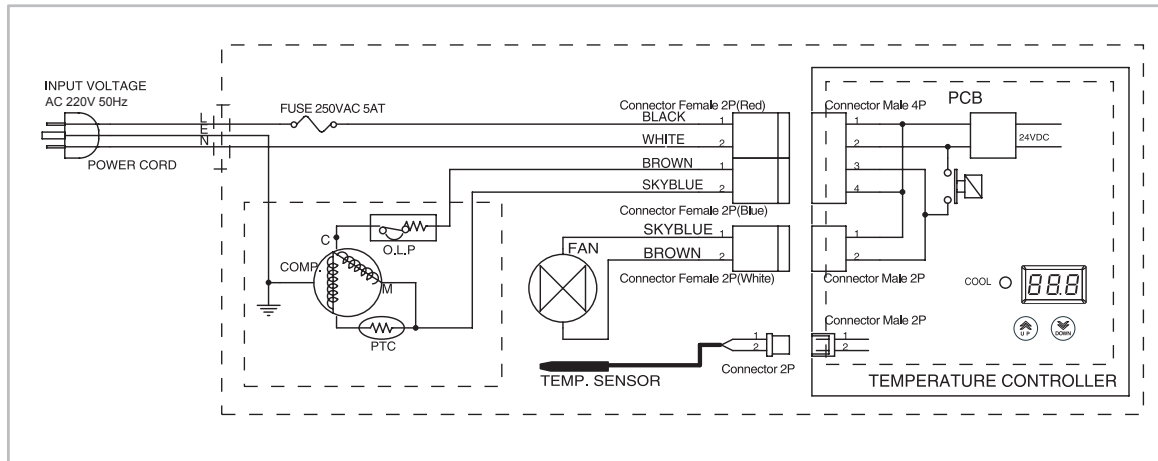 INPUT VOLTAGE
AC 220V 50Hz
POWER CORD
L
E
N
FUSE 250VAC 5AT
Connector Female 2P(Red)
BLACK 1
WHITE 2
BROWN 1
SKYBLUE 2
Connector Female 2P(Blue)
SKYBLUE 1
BROWN 2
Connector Female 2P(White)
FAN
C
O.L.P
COMP.
M
PTC
TEMP. SENSOR
1
2
Connector 2P
Connector Male 4P
1
2
3
4
PCB
24VDC
1
2
Connector Male 2P
COOL
88.8
UP
DOWN
Connector Male 2P
1
2
TEMPERATURE CONTROLLER